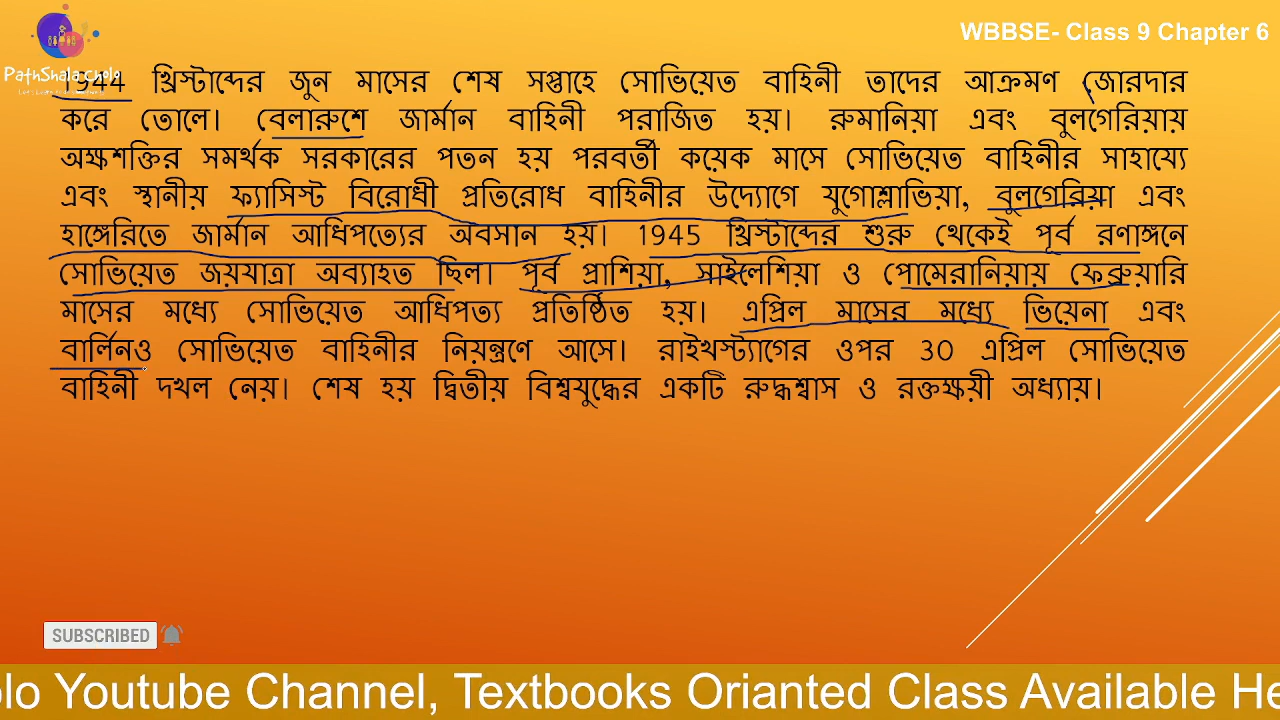 WBBSE- Class 9 Chapter 6
PathShala Cholo
1944 খ্রিস্টাব্দের জুন মাসের শেষ সপ্তাহে সোভিয়েত বাহিনী তাদের আক্রমণ জোরদার
করে তোলে। বেলারুশে জার্মান বাহিনী পরাজিত হয়। রুমানিয়া এবং বুলগেরিয়ায়
অক্ষশক্তির সমর্থক সরকারের পতন হয় পরবর্তী কয়েক মাসে সোভিয়েত বাহিনীর সাহায্যে
এবং স্থানীয় ফ্যাসিস্ট বিরোধী প্রতিরোধ বাহিনীর উদ্যোগে যুগোশ্লাভিয়া, বুলগেরিয়া এবং
হাঙ্গেরিতে জার্মান আধিপত্যের অবসান হয়। 1945 খ্রিস্টাব্দের শুরু থেকেই পূর্ব রণাঙ্গনে
সোভিয়েত জয়যাত্রা অব্যাহত ছিল। পূর্ব প্রাশিয়া, সাইলেশিয়া ও পোমেরানিয়ায় ফেব্রুয়ারি
মাসের মধ্যে সোভিয়েত আধিপত্য প্রতিষ্ঠিত হয়। এপ্রিল মাসের মধ্যে ভিয়েনা এবং
বার্লিনও সোভিয়েত বাহিনীর নিয়ন্ত্রণে আসে। রাইখস্ট্যাগের ওপর 30 এপ্রিল সোভিয়েত
বাহিনী দখল নেয়। শেষ হয় দ্বিতীয় বিশ্বযুদ্ধের একটি রুদ্ধশ্বাস ও রক্তক্ষয়ী অধ্যায়।
SUBSCRIBED
olo Youtube Channel, Textbooks Orianted Class Available He